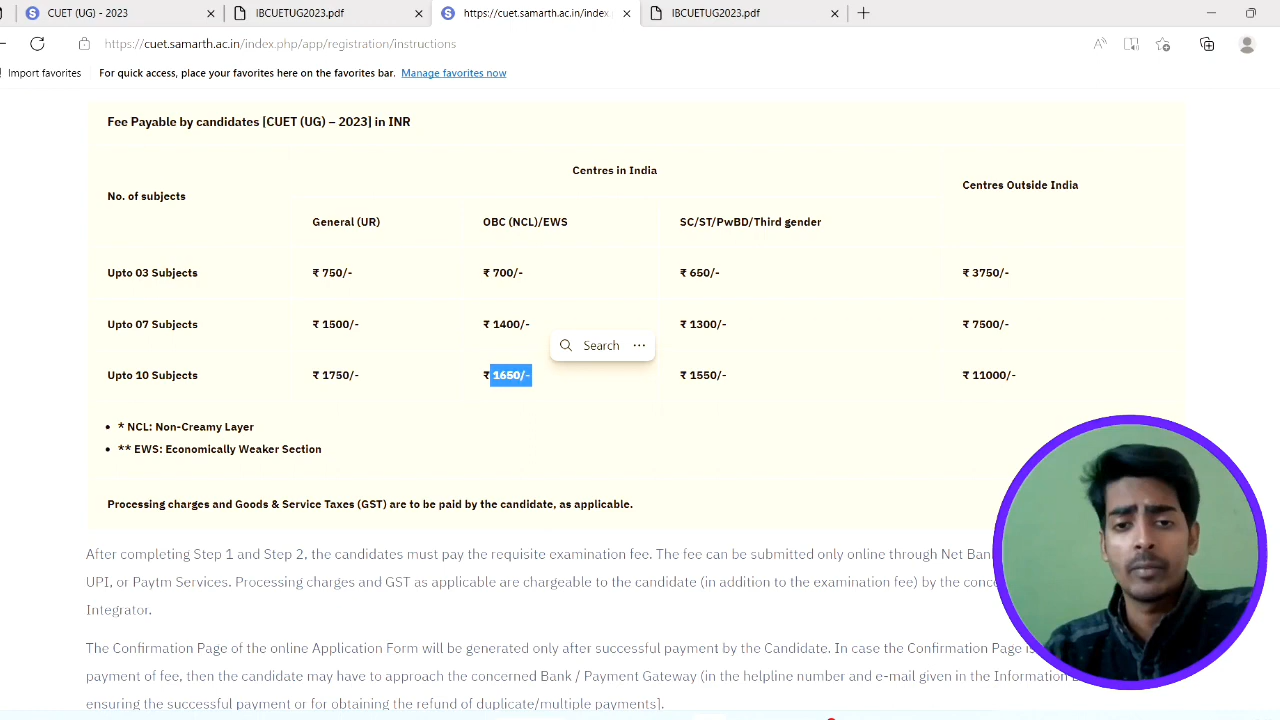 CUET (UG) - 2023
IBCUETUG2023.pdf
https://cuet.samarth.ac.in/index
IBCUETUG2023.pdf
https://cuet.samarth.ac.in/index.php/app/registration/instructions
Import favorites
For quick access, place your favorites here on the favorites bar. Manage favorites now
Fee Payable by candidates [CUET (UG) – 2023] in INR
No. of subjects
Centres in India
Centres Outside India
General (UR)
OBC (NCL)/EWS
SC/ST/PwBD/Third gender
Upto 03 Subjects ₹ 750/- ₹ 700/- ₹ 650/- ₹ 3750/-
Upto 07 Subjects ₹ 1500/- ₹ 1400/- ₹ 1300/- ₹ 7500/-
Search ···
Upto 10 Subjects ₹ 1750/- ₹ 1650/- ₹ 1550/- ₹ 11000/-
• * NCL: Non-Creamy Layer
• ** EWS: Economically Weaker Section
Processing charges and Goods & Service Taxes (GST) are to be paid by the candidate, as applicable.
After completing Step 1 and Step 2, the candidates must pay the requisite examination fee. The fee can be submitted only online through Net
UPI, or Paytm Services. Processing charges and GST as applicable are chargeable to the candidate (in addition to the examination fee) by the
Integrator.
The Confirmation Page of the online Application Form will be generated only after successful payment by the Candidate. In case the Confirmation Page
payment of fee, then the candidate may have to approach the concerned Bank / Payment Gateway (in the helpline number and e-mail given in the
ensuring the successful payment or for obtaining the refund of duplicate/multiple payments].